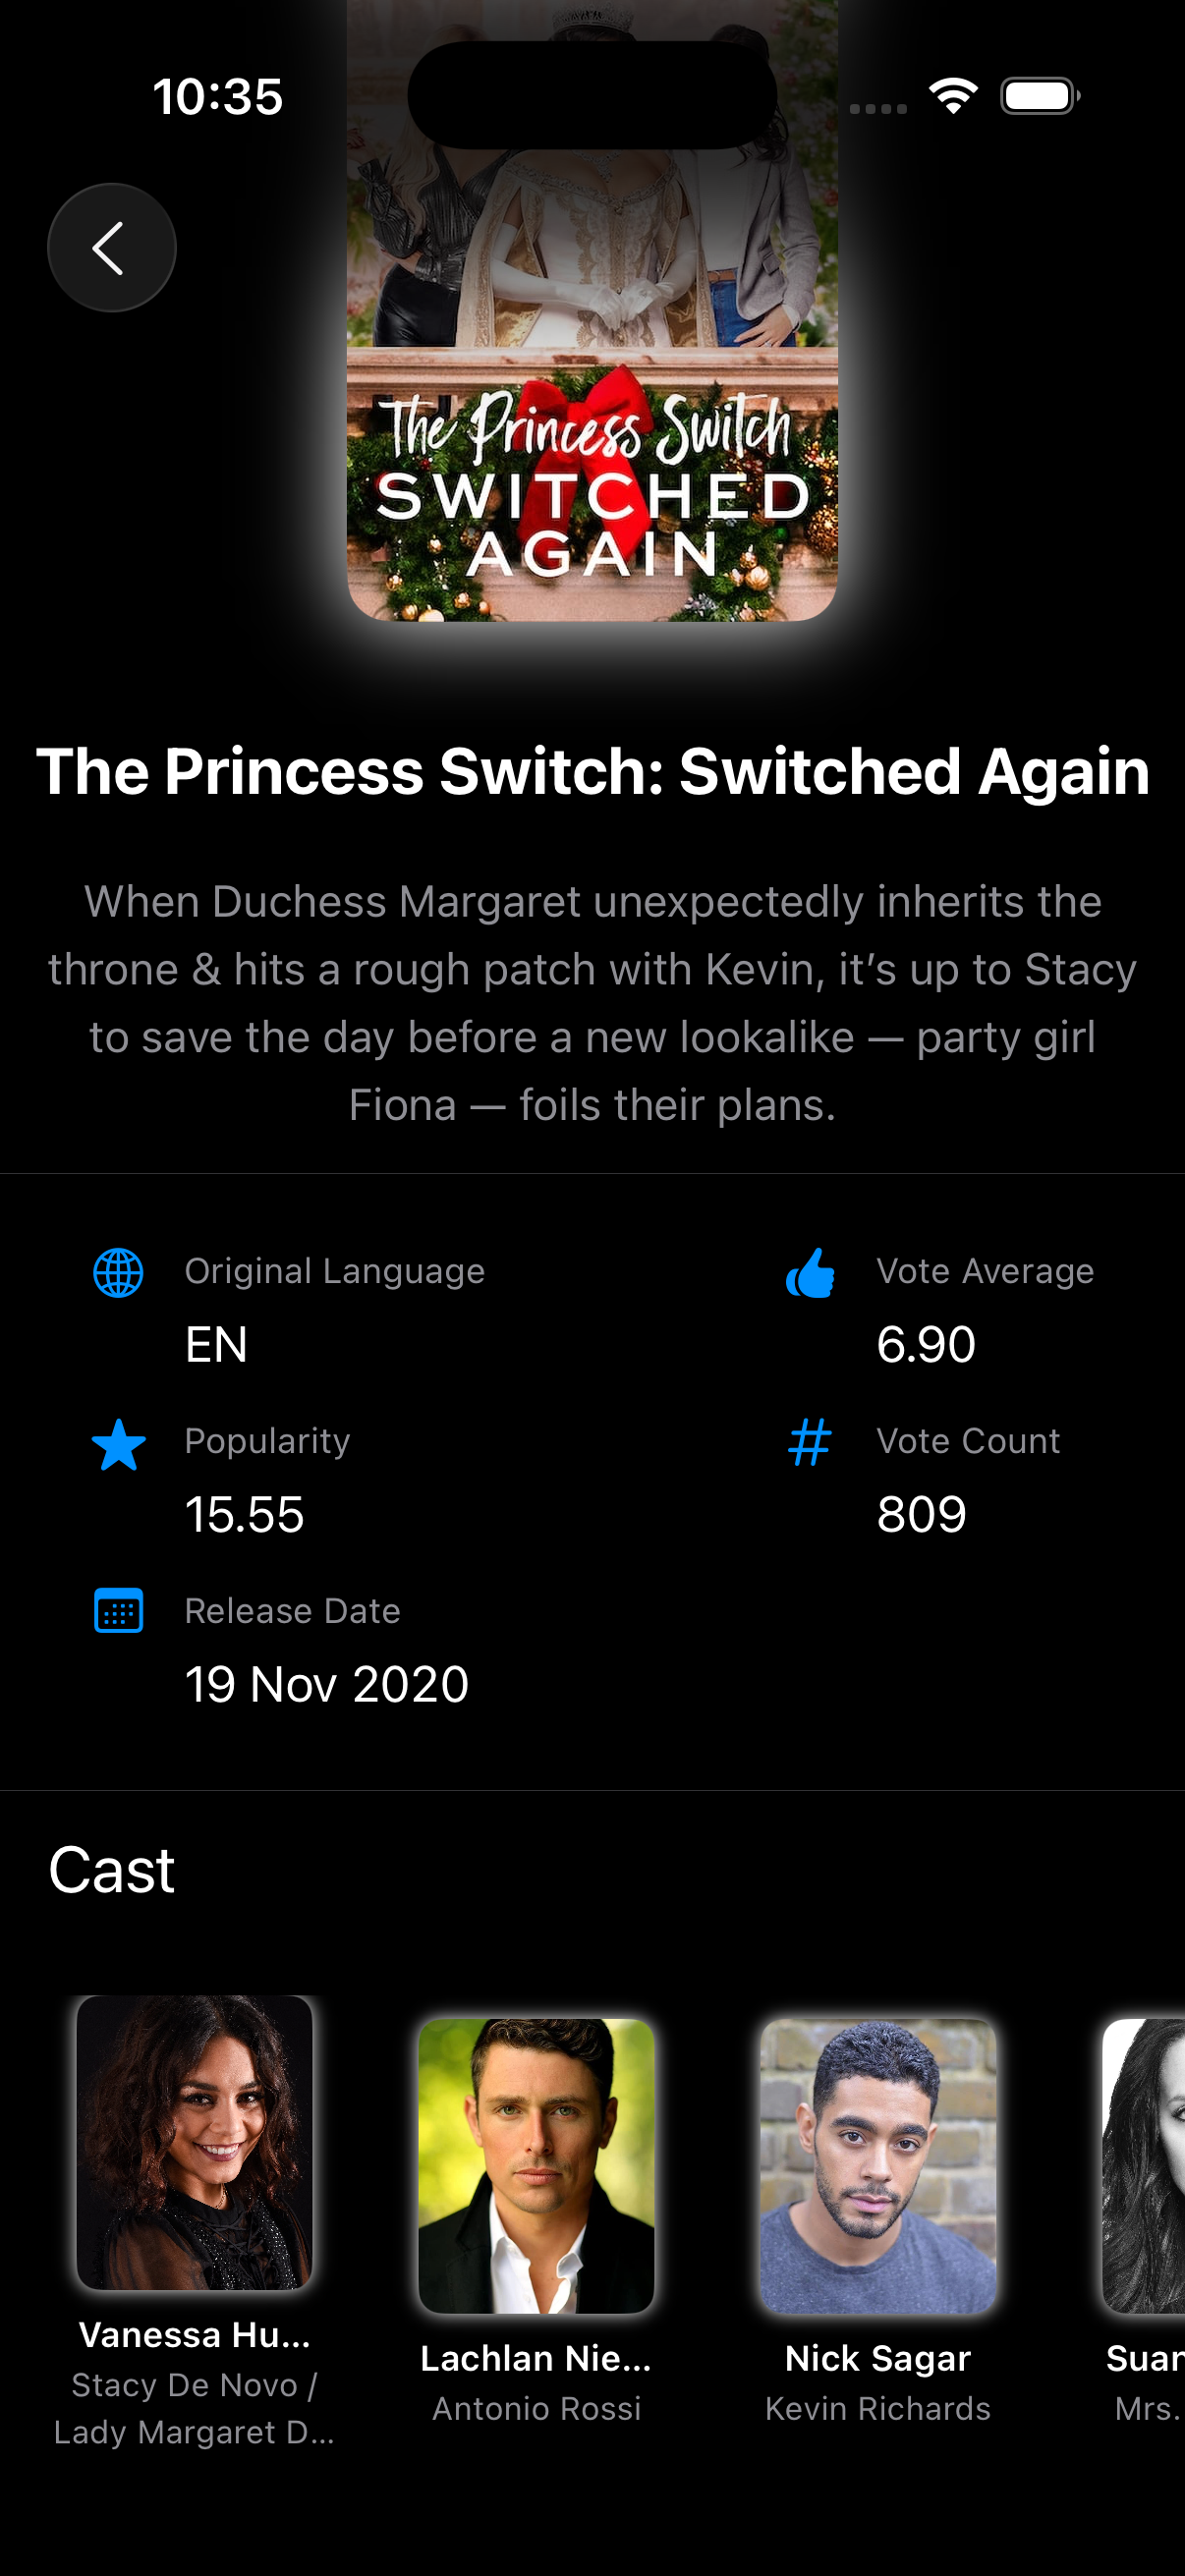 10:35
The Princess Switch
SWITCHED
AGAIN
The Princess Switch: Switched Again
When Duchess Margaret unexpectedly inherits the
throne & hits a rough patch with Kevin, it’s up to Stacy
to save the day before a new lookalike — party girl
Fiona — foils their plans.
Original Language
EN
Vote Average
6.90
Popularity
15.55
Vote Count
809
Release Date
19 Nov 2020
Cast
Vanessa Hu...
Stacy De Novo /
Lady Margaret D...
Lachlan Nie...
Antonio Rossi
Nick Sagar
Kevin Richards
Suan
Mrs.